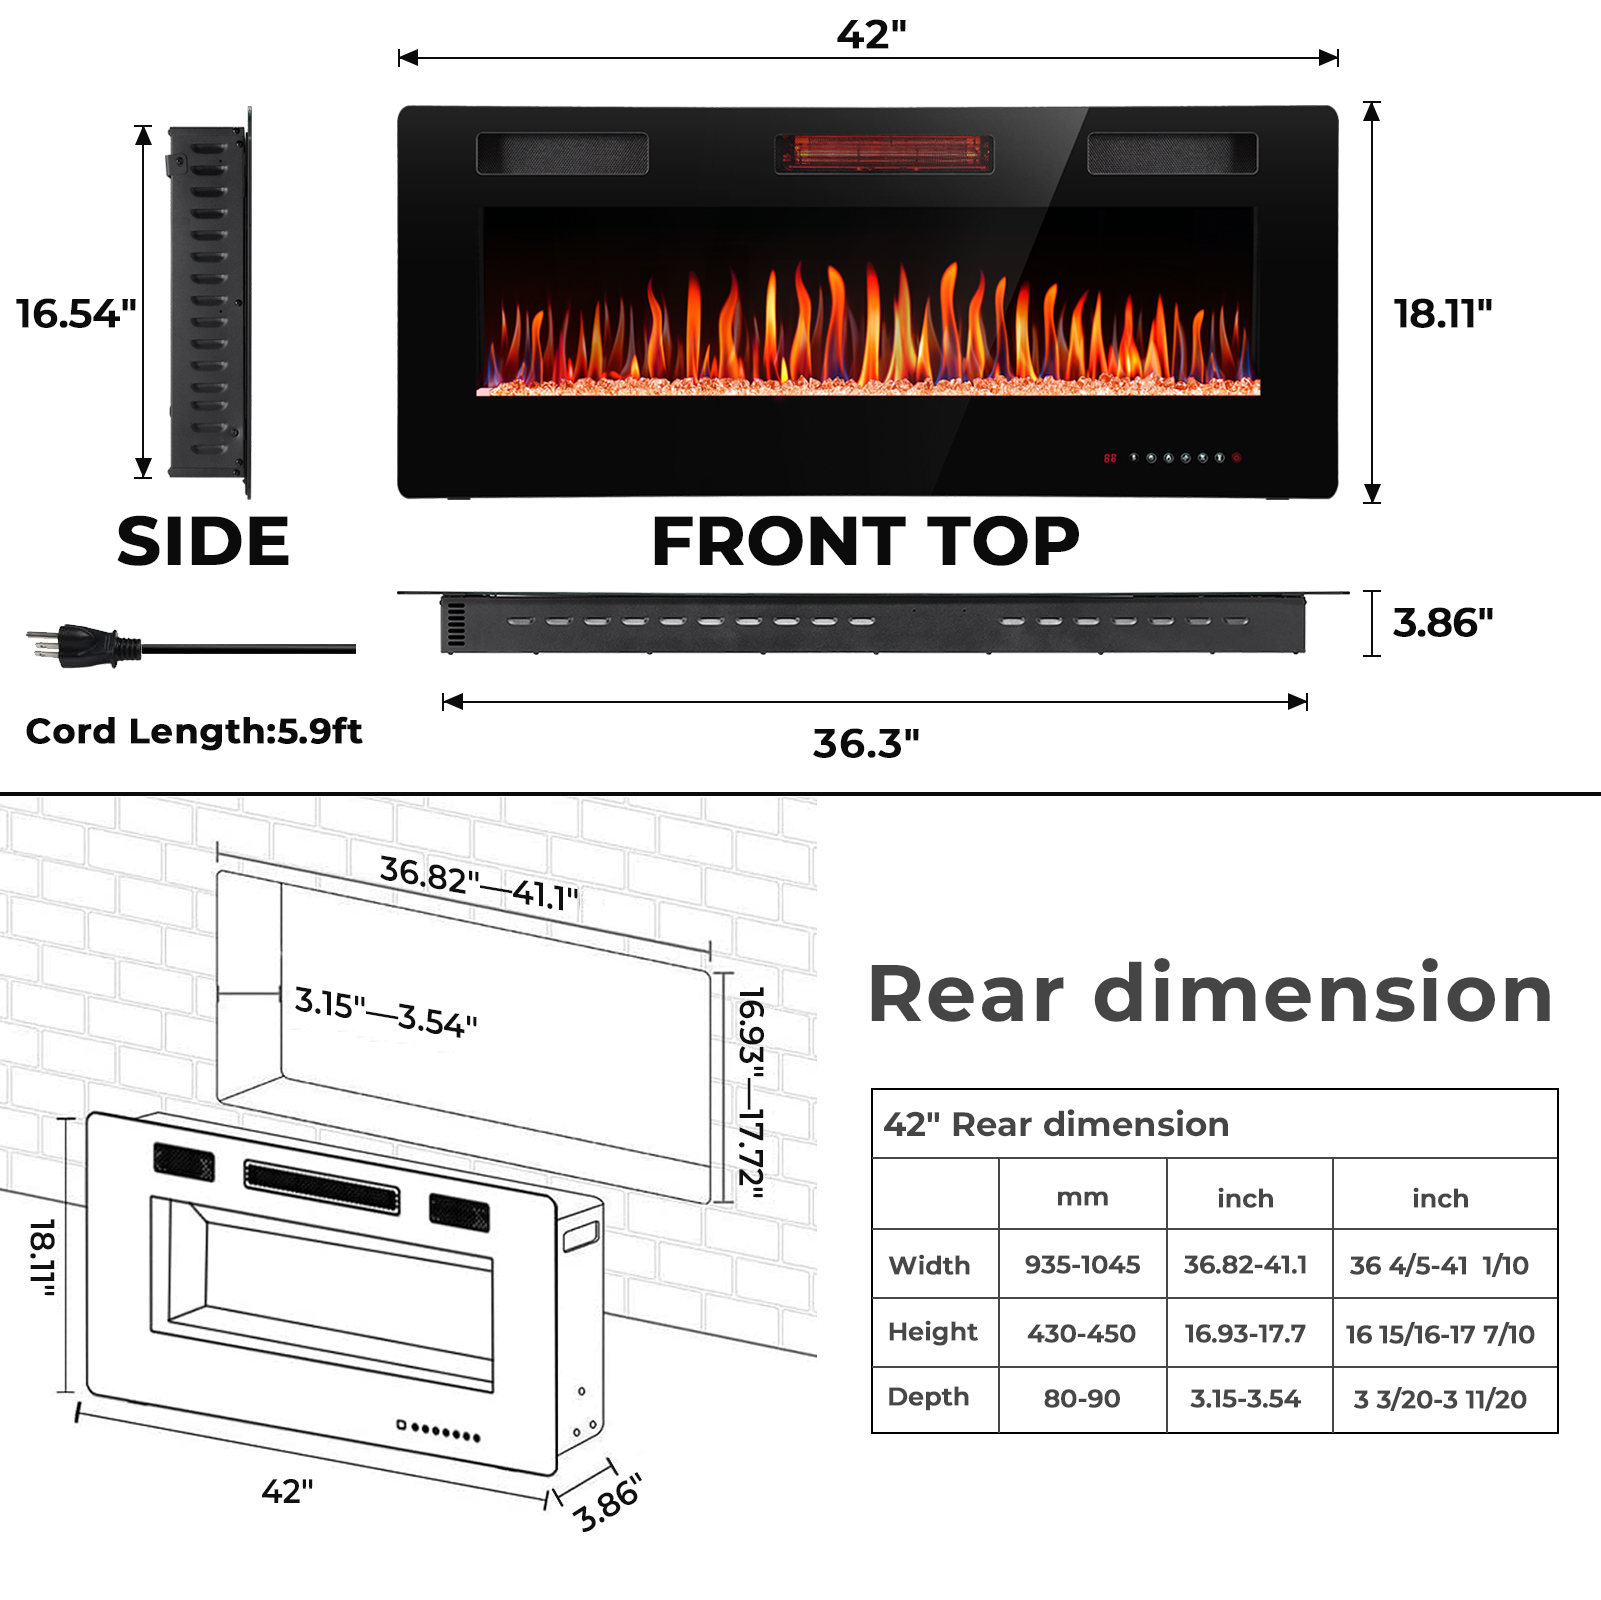 42"
16.54"
18.11"
SIDE
FRONT TOP
3.86"
Cord Length:5.9ft
36.3"
36.82"—41.1"
3.15"—3.54"
16.93"—17.72"
18.11"
42"
3.86"
Rear dimension
42" Rear dimension
mm inch inch
Width 935-1045 36.82-41.1 36 4/5-41 1/10
Height 430-450 16.93-17.7 16 15/16-17 7/10
Depth 80-90 3.15-3.54 3 3/20-3 11/20